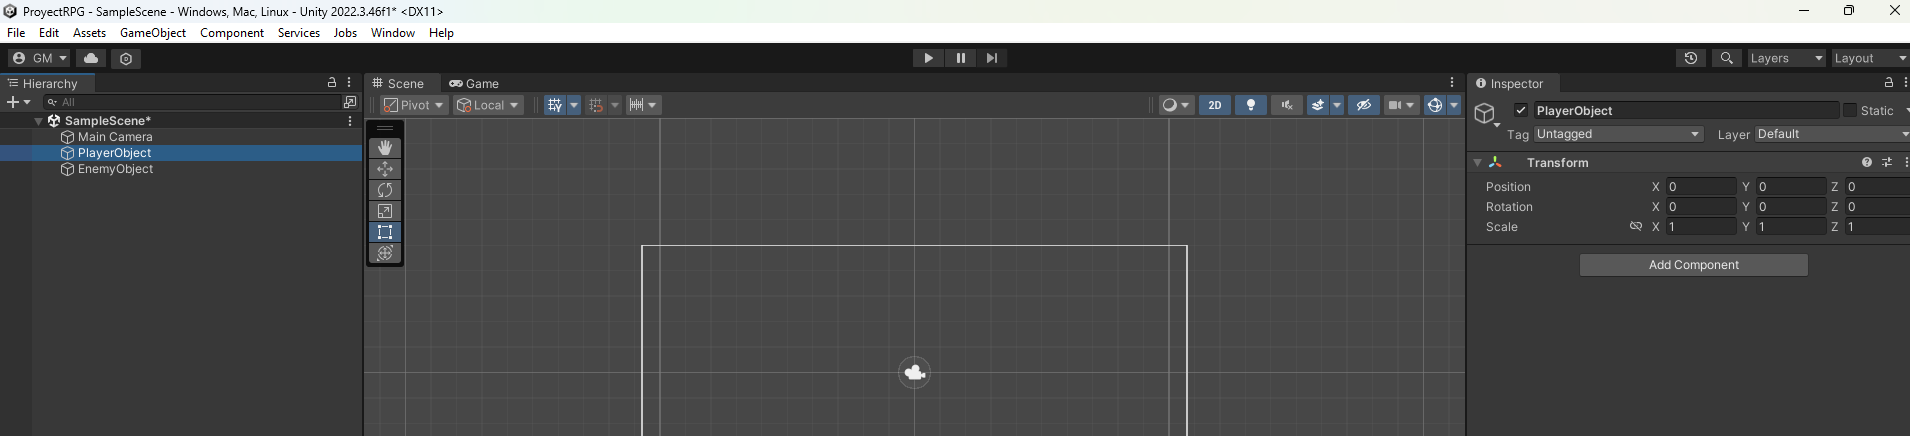 ProyectRPG - SampleScene - Windows, Mac, Linux - Unity 2022.3.46f1* <DX11>
File Edit Assets GameObject Component Services Jobs Window Help
GM Layers Layout
Hierarchy Scene Game Inspector
All Pivot Local 2D
PlayerObject Static
SampleScene*
Main Camera Tag Untagged Layer Default
PlayerObject
EnemyObject
Transform
Position X 0 Y 0 Z 0
Rotation X 0 Y 0 Z 0
Scale X 1 Y 1 Z 1
Add Component